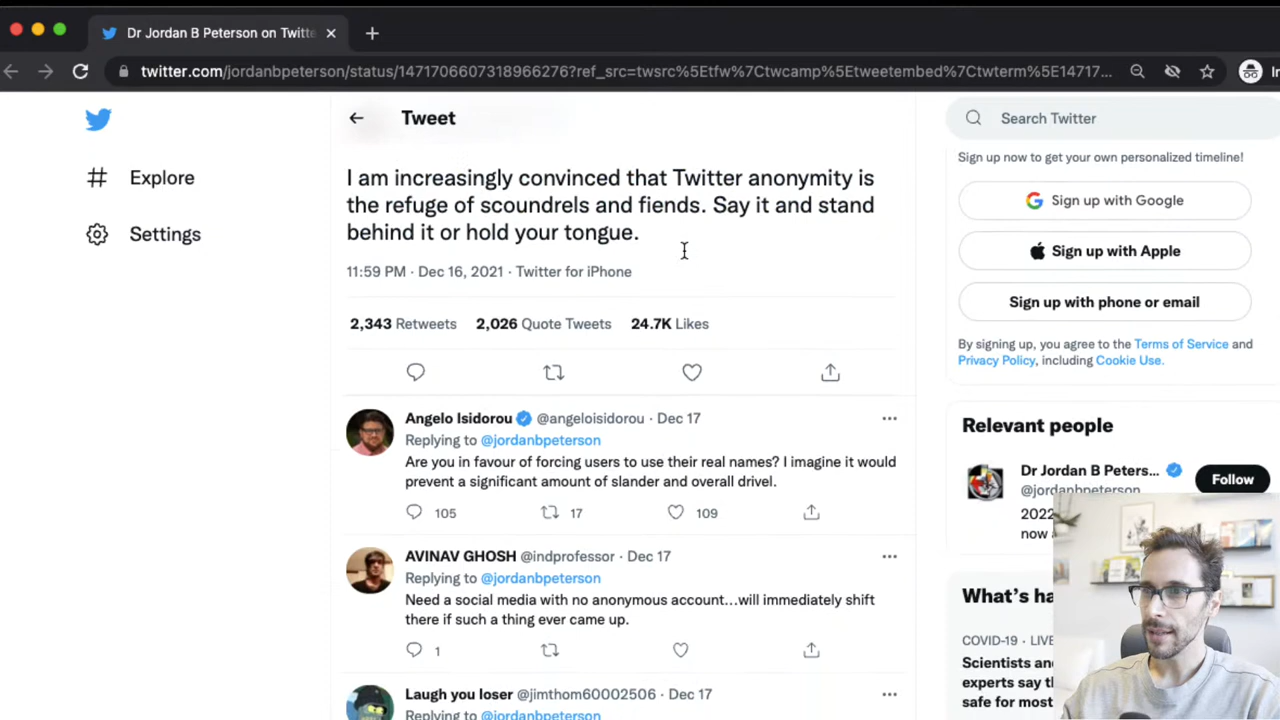 Dr Jordan B Peterson on Twitte
twitter.com/jordanbpeterson/status/1471706607318966276?ref_src=twsrc%5Etfw%7Ctwcamp%5Etweetembed%7Ctwterm%5E14717...
Tweet
Explore
Settings
I am increasingly convinced that Twitter anonymity is
the refuge of scoundrels and fiends. Say it and stand
behind it or hold your tongue.
11:59 PM · Dec 16, 2021 · Twitter for iPhone
2,343 Retweets 2,026 Quote Tweets 24.7K Likes
Angelo Isidorou @angeloisidorou · Dec 17
Replying to @jordanbpeterson
Are you in favour of forcing users to use their real names? I imagine it would
prevent a significant amount of slander and overall drivel.
105 17 109
AVINAV GHOSH @indprofessor · Dec 17
Replying to @jordanbpeterson
Need a social media with no anonymous account...will immediately shift
there if such a thing ever came up.
1
Laugh you loser @jimthom60002506 · Dec 17
Replying to @jordanbpeterson
Search Twitter
Sign up now to get your own personalized timeline!
Sign up with Google
Sign up with Apple
Sign up with phone or email
By signing up, you agree to the Terms of Service and
Privacy Policy, including Cookie Use.
Relevant people
Dr Jordan B Peters...
Follow
@jordanbpeterson
2022
now
What's ha
COVID-19 · LIVE
Scientists and
experts say th
safe for most